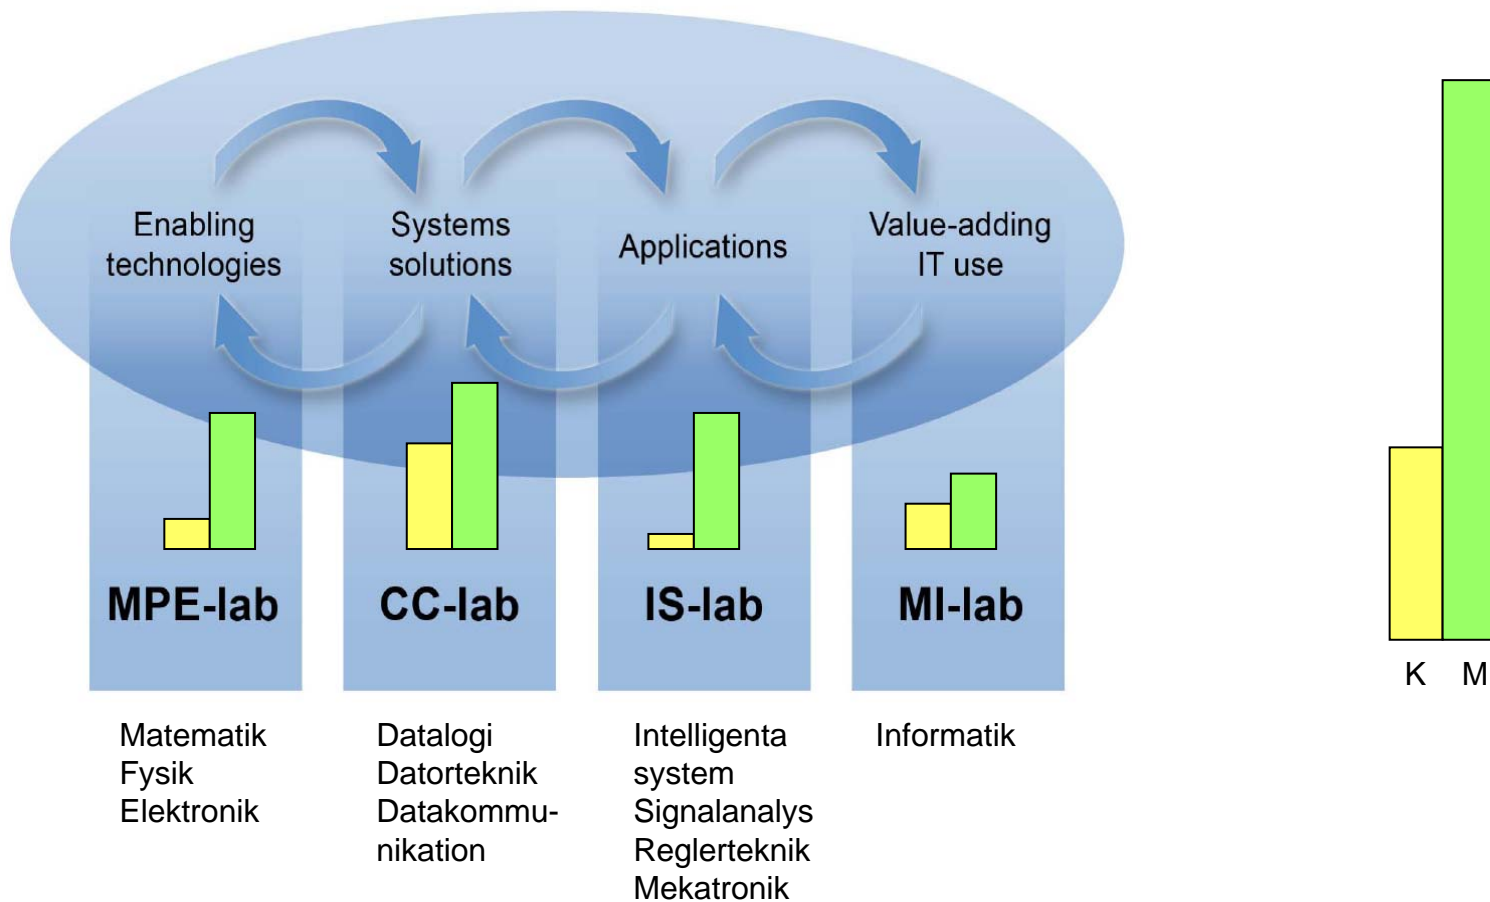 Enabling
technologies
Systems
solutions
Applications
Value-adding
IT use
MPE-lab
CC-lab
IS-lab
MI-lab
K M
Matematik
Fysik
Elektronik
Datalogi
Datorteknik
Datakommu-
nikation
Intelligenta
system
Signalanalys
Reglerteknik
Mekatronik
Informatik